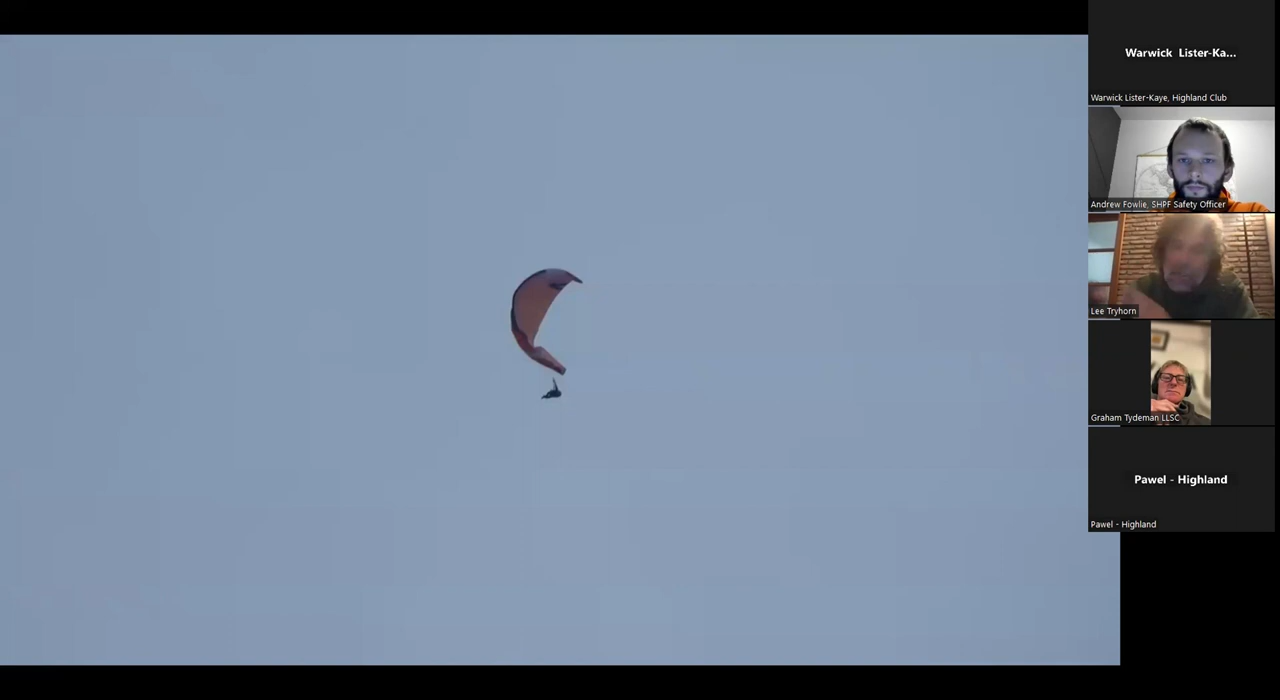 Warwick Lister-Ka...
Warwick Lister-Kaye, Highland Club
Andrew Fowlie, SHPF Safety Officer
Lee Tryhorn
Graham Tydeman LLSC
Pawel - Highland
Pawel - Highland